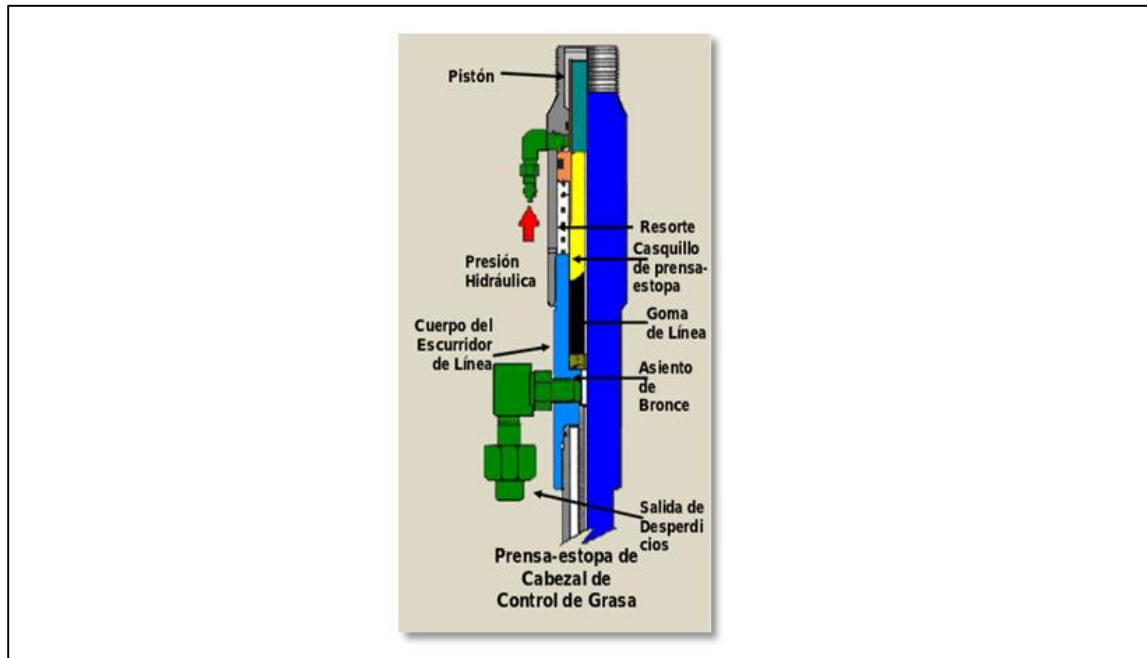 Pistón
Resorte
Presión
Hidráulica
Casquillo
de prensa-
estopa
Goma
de Línea
Cuerpo del
Escurridor
de Línea
Asiento
de
Bronce
Salida de
Desperdi
cios
Prensa-estopa de
Cabezal de
Control de Grasa